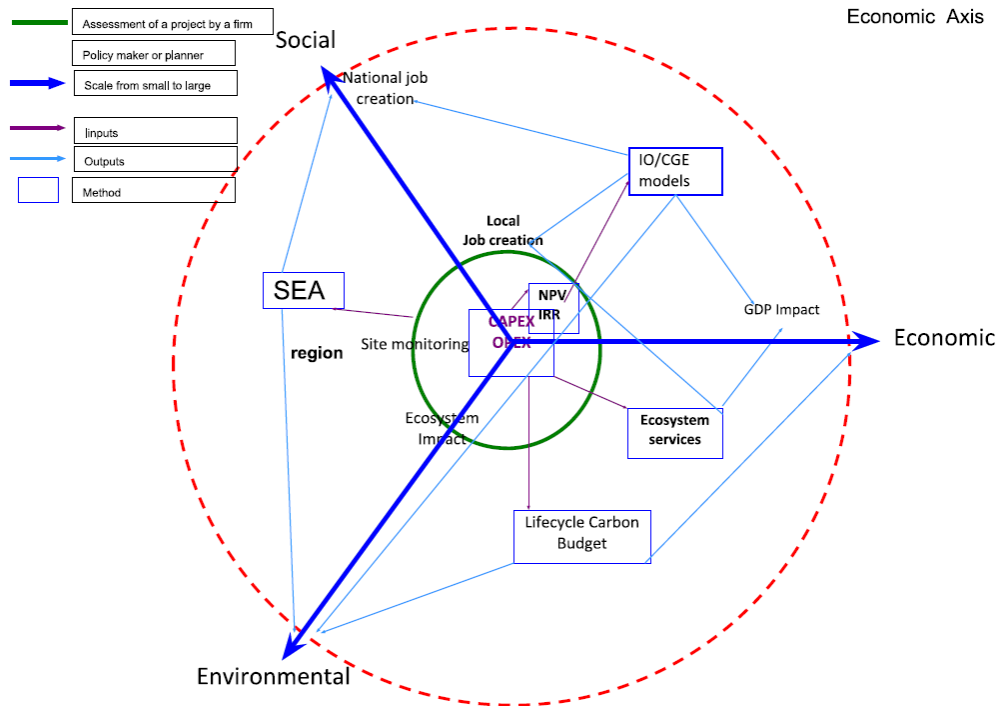 Economic Axis
Assessment of a project by a firm
Policy maker or planner
Scale from small to large
Iinputs
Outputs
Method
Social
National job
creation
IO/CGE
models
Local
Job creation
SEA
NPV
IRR
CAPEX
OPEX
GDP Impact
Site monitoring
region
Economic
Ecosystem
Impact
Ecosystem
services
Lifecycle Carbon
Budget
Environmental